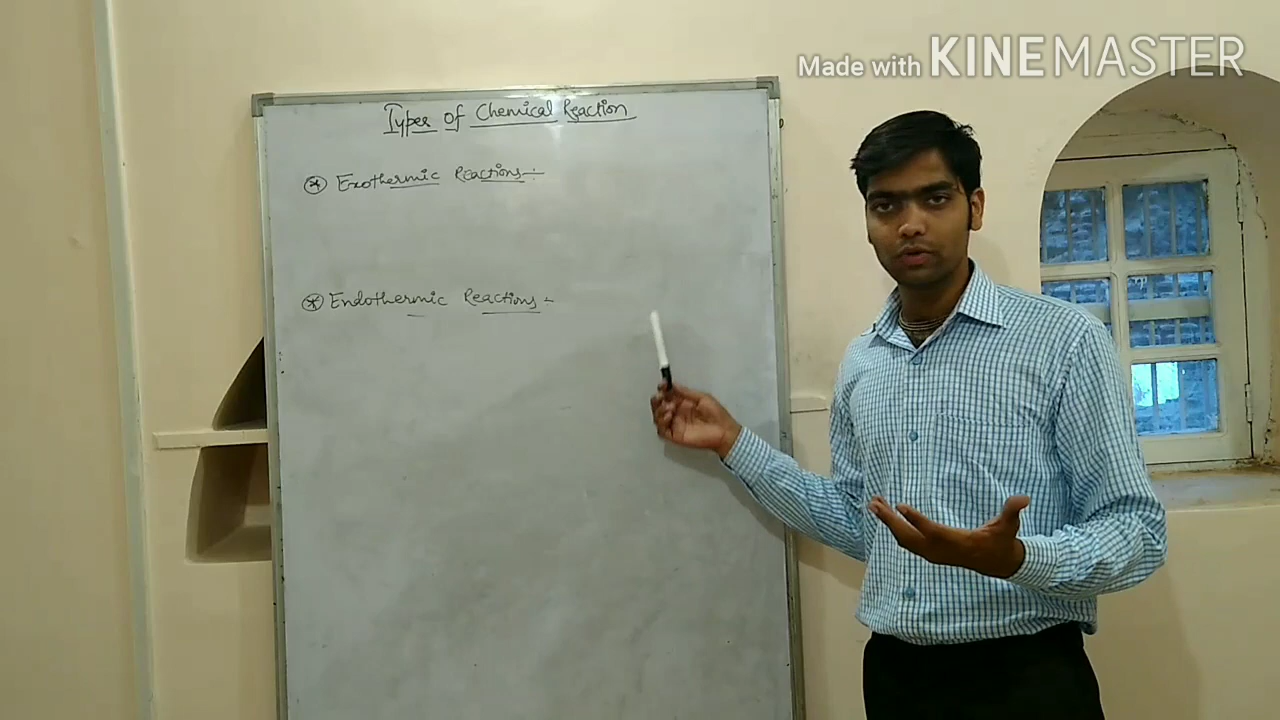 Made with KINEMASTER
Types of Chemical Reaction
* Exothermic Reactions :-
* Endothermic Reactions :-